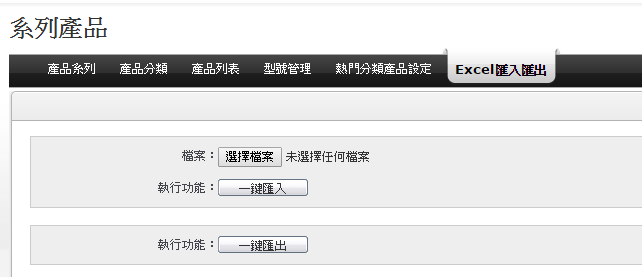 系列產品
產品系列 產品分類 產品列表 型號管理 熱門分類產品設定 Excel匯入匯出
檔案： 選擇檔案 未選擇任何檔案
執行功能： 一鍵匯入
執行功能： 一鍵匯出